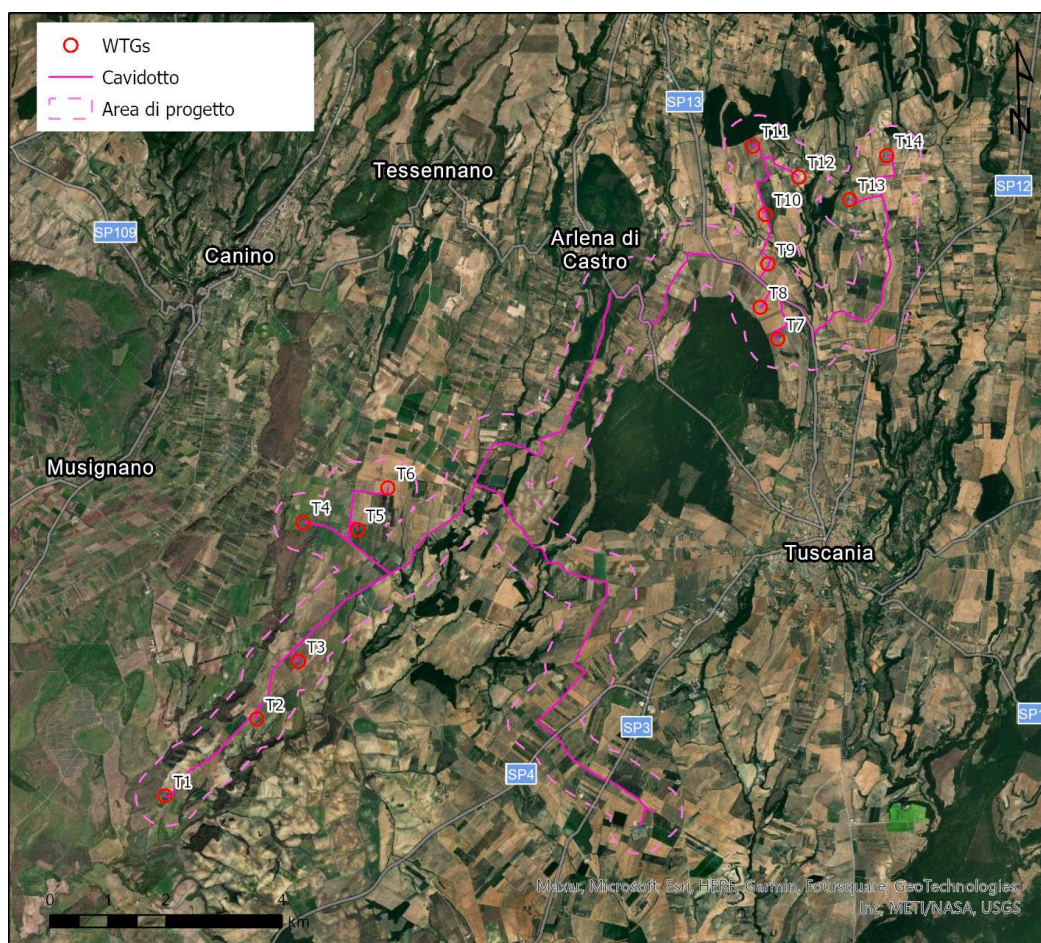 WTGs
Cavidotto
Area di progetto
N
SP13
T11
T14
T12
Tessennano
T13
SP12
T10
SP109
Arlena di
Castro
Canino
T9
T8
T7
Musignano
T6
T4
T5
Tuscania
T3
T2
SP1
SP3
T1
SP4
Maxar, Microsoft, Esri, HERE, Garmin, Foursquare, GeoTechnologies,
Inc, METI/NASA, USGS
0 2 4
km